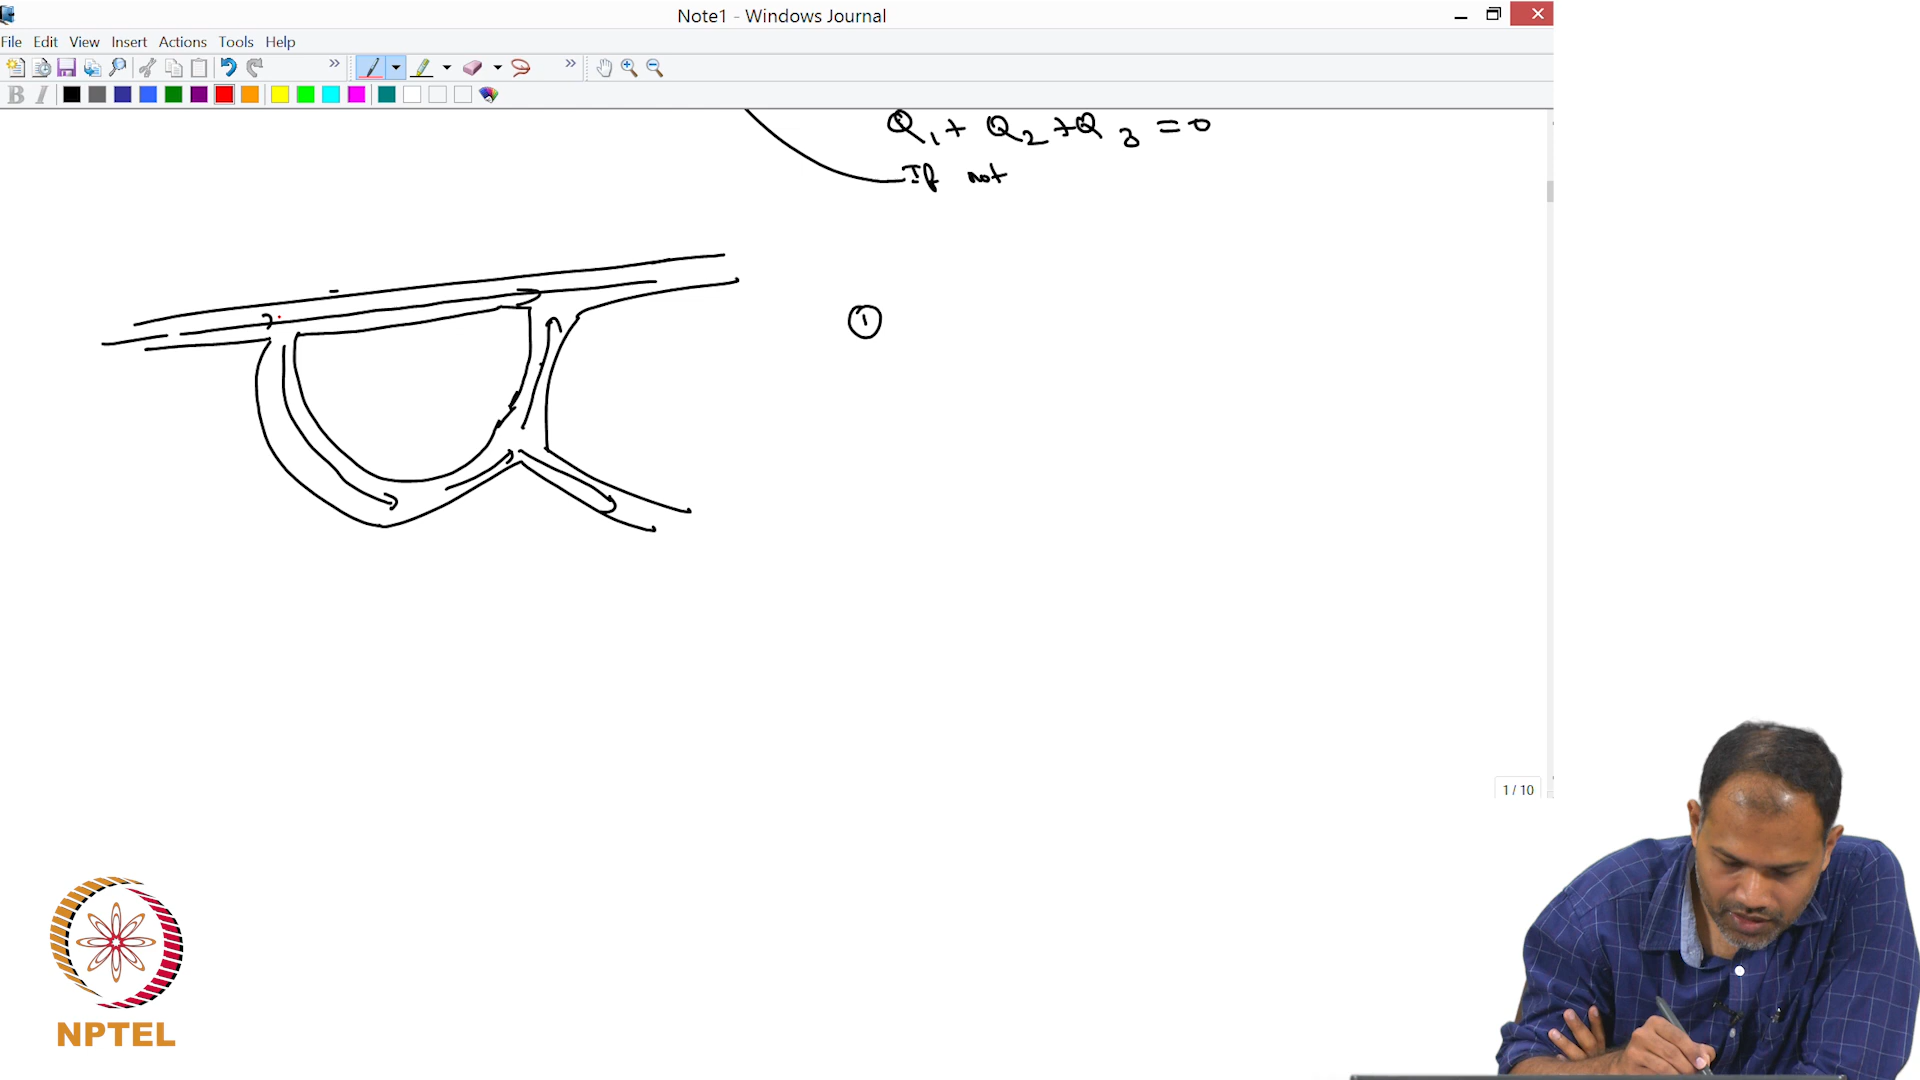 Note1 - Windows Journal
File Edit View Insert Actions Tools Help
B I
Q1 + Q2 + Q3 = 0
If not
1
1 / 10
NPTEL